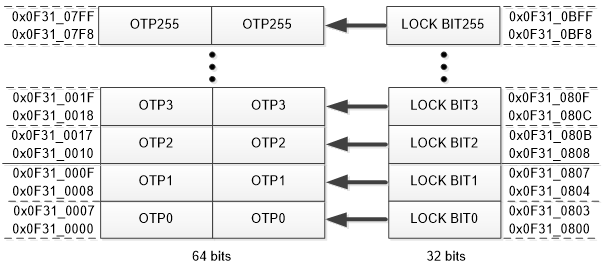 0x0F31_07FF OTP255 OTP255 LOCK BIT255 0x0F31_0BFF
0x0F31_07F8 0x0F31_0BF8
0x0F31_001F OTP3 OTP3 LOCK BIT3 0x0F31_080F
0x0F31_0018 0x0F31_080C
0x0F31_0017 OTP2 OTP2 LOCK BIT2 0x0F31_080B
0x0F31_0010 0x0F31_0808
0x0F31_000F OTP1 OTP1 LOCK BIT1 0x0F31_0807
0x0F31_0008 0x0F31_0804
0x0F31_0007 OTP0 OTP0 LOCK BIT0 0x0F31_0803
0x0F31_0000 0x0F31_0800
64 bits 32 bits